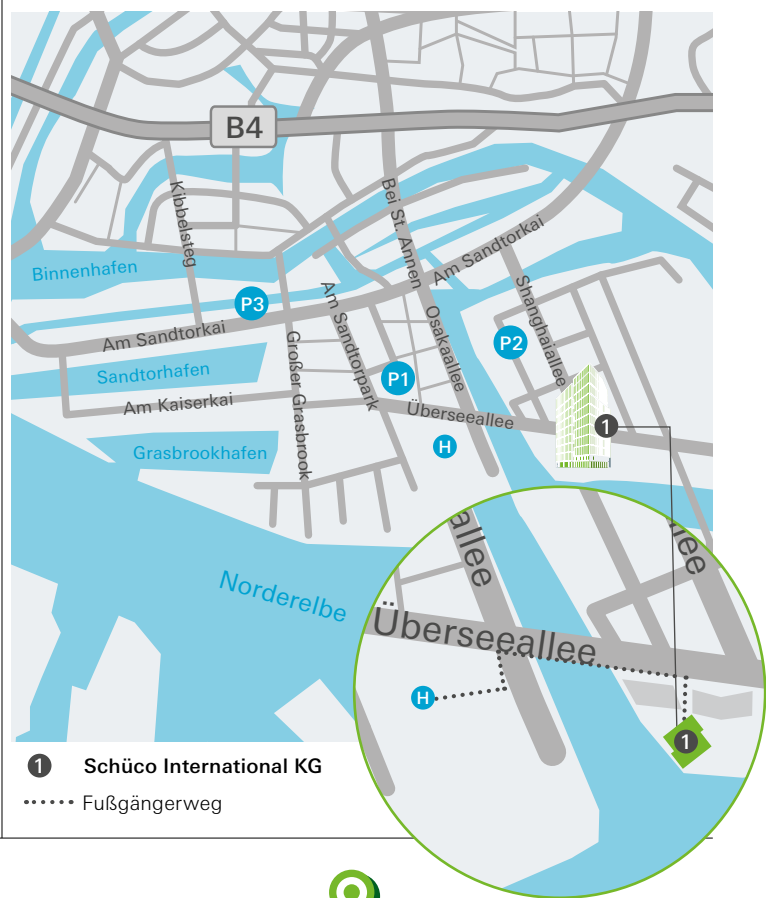 B4
Kibbelsteg
Bei St. Annen
Binnenhafen
Am Sandtorkai
P3
Am Sandtorpark
Osakaallee
Shanghaiallee
P2
Am Sandtorkai
Großer Grasbrook
Sandtorhafen
P1
Am Kaiserkai
Überseeallee
1
H
Grasbrookhafen
allee
llee
Norderelbe
Überseeallee
H
1
1 Schüco International KG
Fußgängerweg